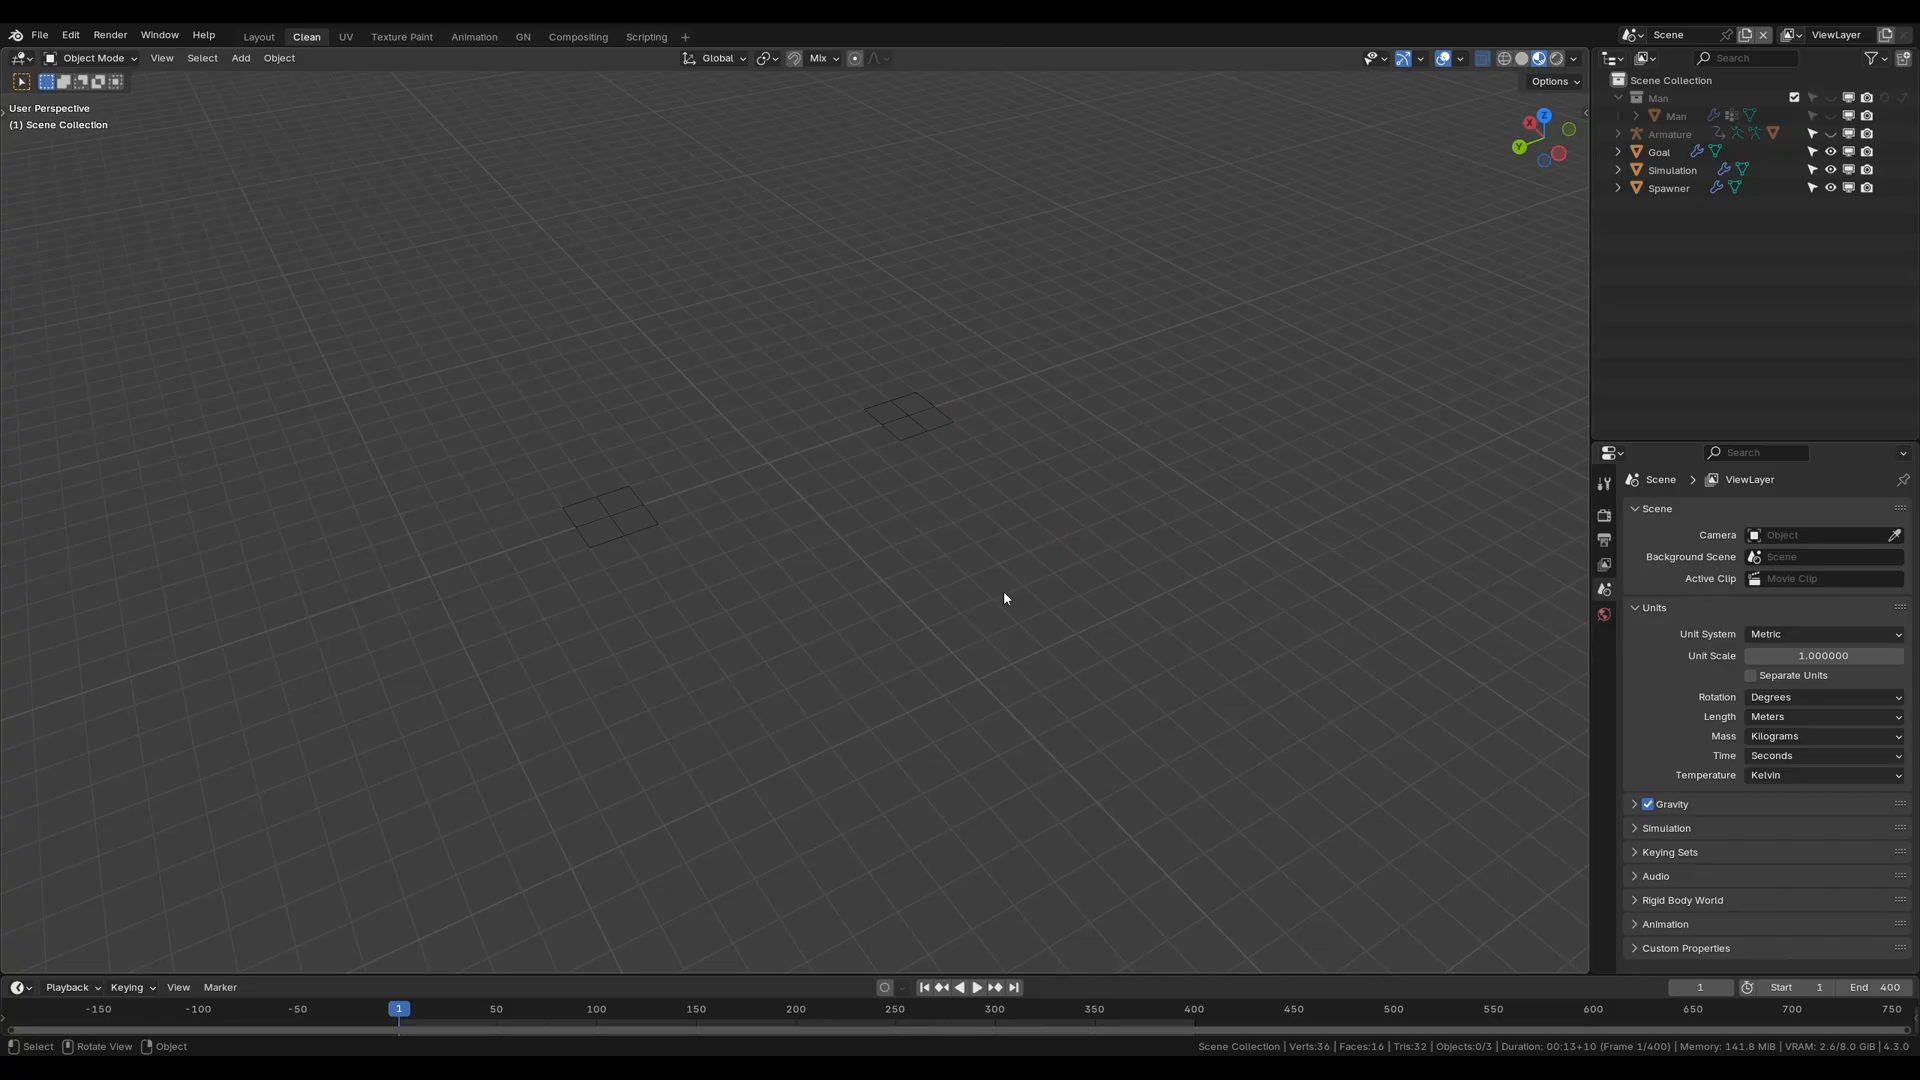 File Edit Render Window Help Layout Clean UV Texture Paint Animation GN Compositing Scripting Scene ViewLayer
Object Mode View Select Add Object Global Mix Search
Options
User Perspective
(1) Scene Collection
X
Y
Z
Scene Collection
Man
Man
Armature
Goal
Simulation
Spawner
Search
Scene ViewLayer
Scene
Camera Object
Background Scene Scene
Active Clip Movie Clip
Units
Unit System Metric
Unit Scale 1.000000
Separate Units
Rotation Degrees
Length Meters
Mass Kilograms
Time Seconds
Temperature Kelvin
Gravity
Simulation
Keying Sets
Audio
Rigid Body World
Animation
Custom Properties
Playback Keying View Marker 1 Start 1 End 400
-150 -100 -50 1 50 100 150 200 250 300 350 400 450 500 550 600 650 700 750
Select Rotate View Object Scene Collection | Verts:36 | Faces:16 | Tris:32 | Objects:0/3 | Duration: 00:13+10 (Frame 1/400) | Memory: 141.8 MiB | VRAM: 2.6/8.0 GiB | 4.3.0